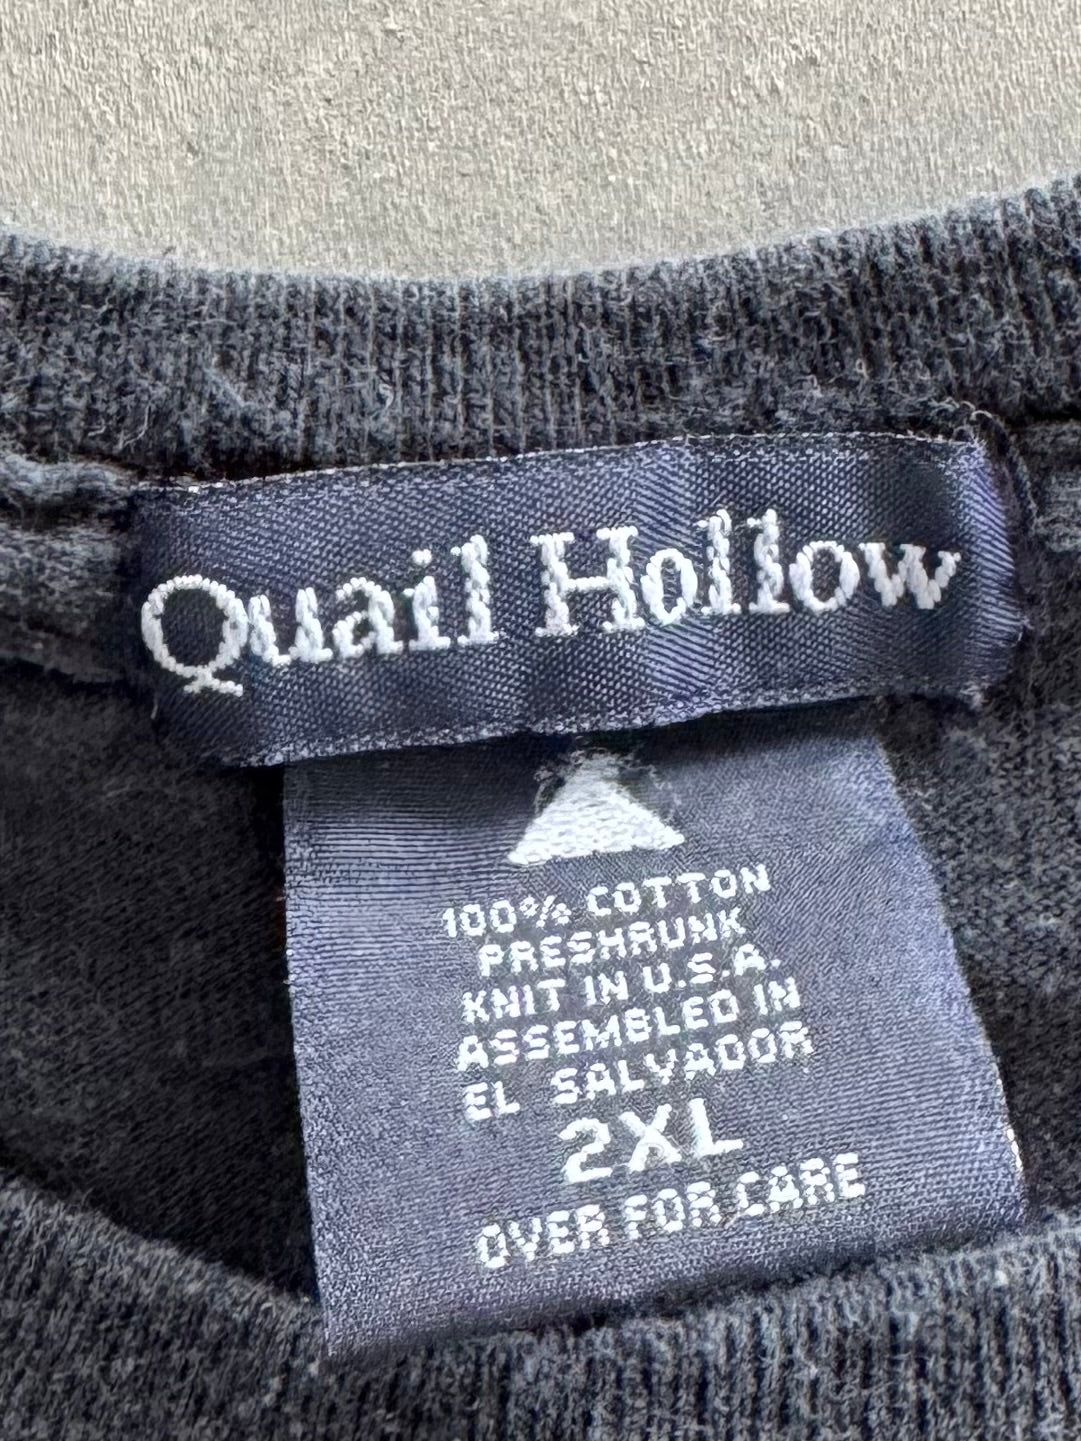 Quail Hollow
100% COTTON
PRESHRUNK
KNIT IN U.S.A.
ASSEMBLED IN
EL SALVADOR
2XL
OVER FOR CARE